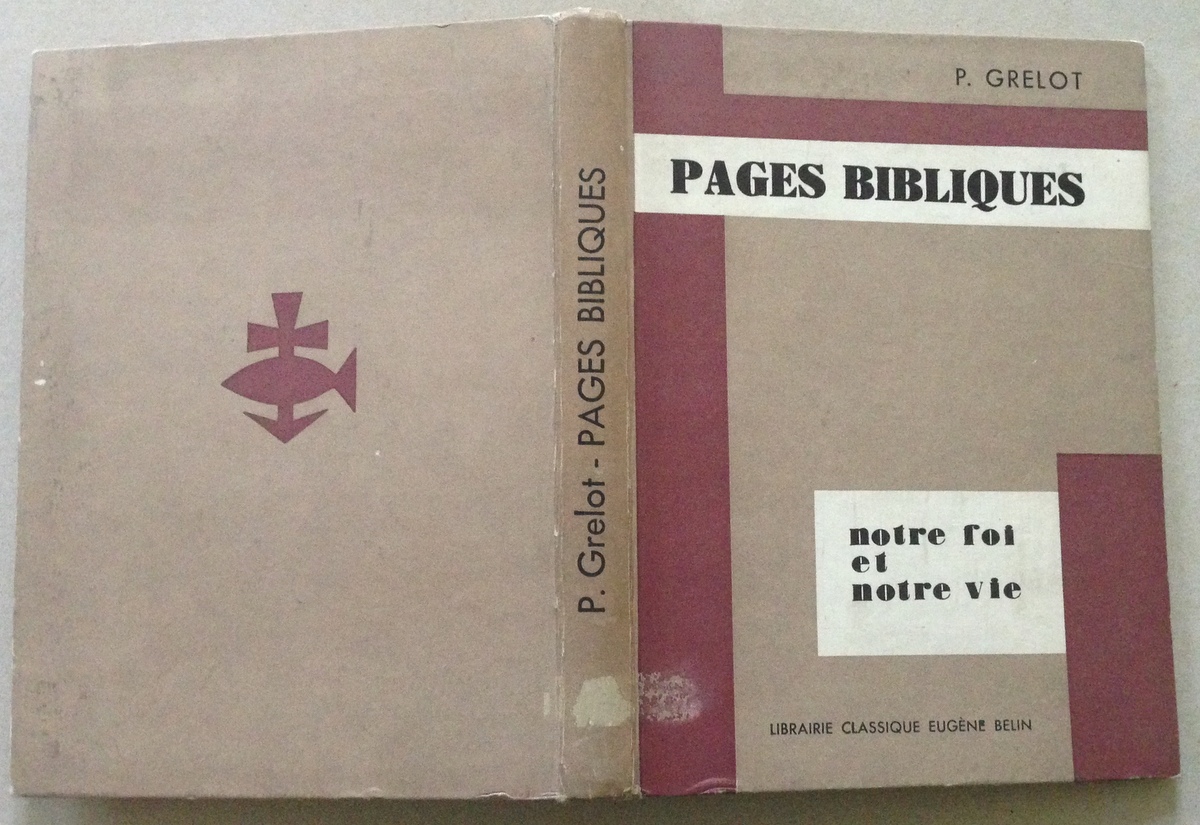 P. GRELOT
PAGES BIBLIQUES
notre foi
et
notre vie
LIBRAIRIE CLASSIQUE EUGÈNE BELIN
P. Grelot - PAGES BIBLIQUES